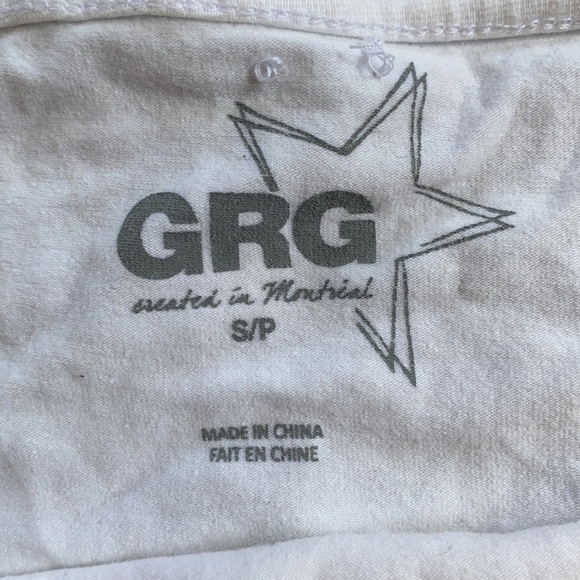 GRG
created in Montréal
S/P
MADE IN CHINA
FAIT EN CHINE